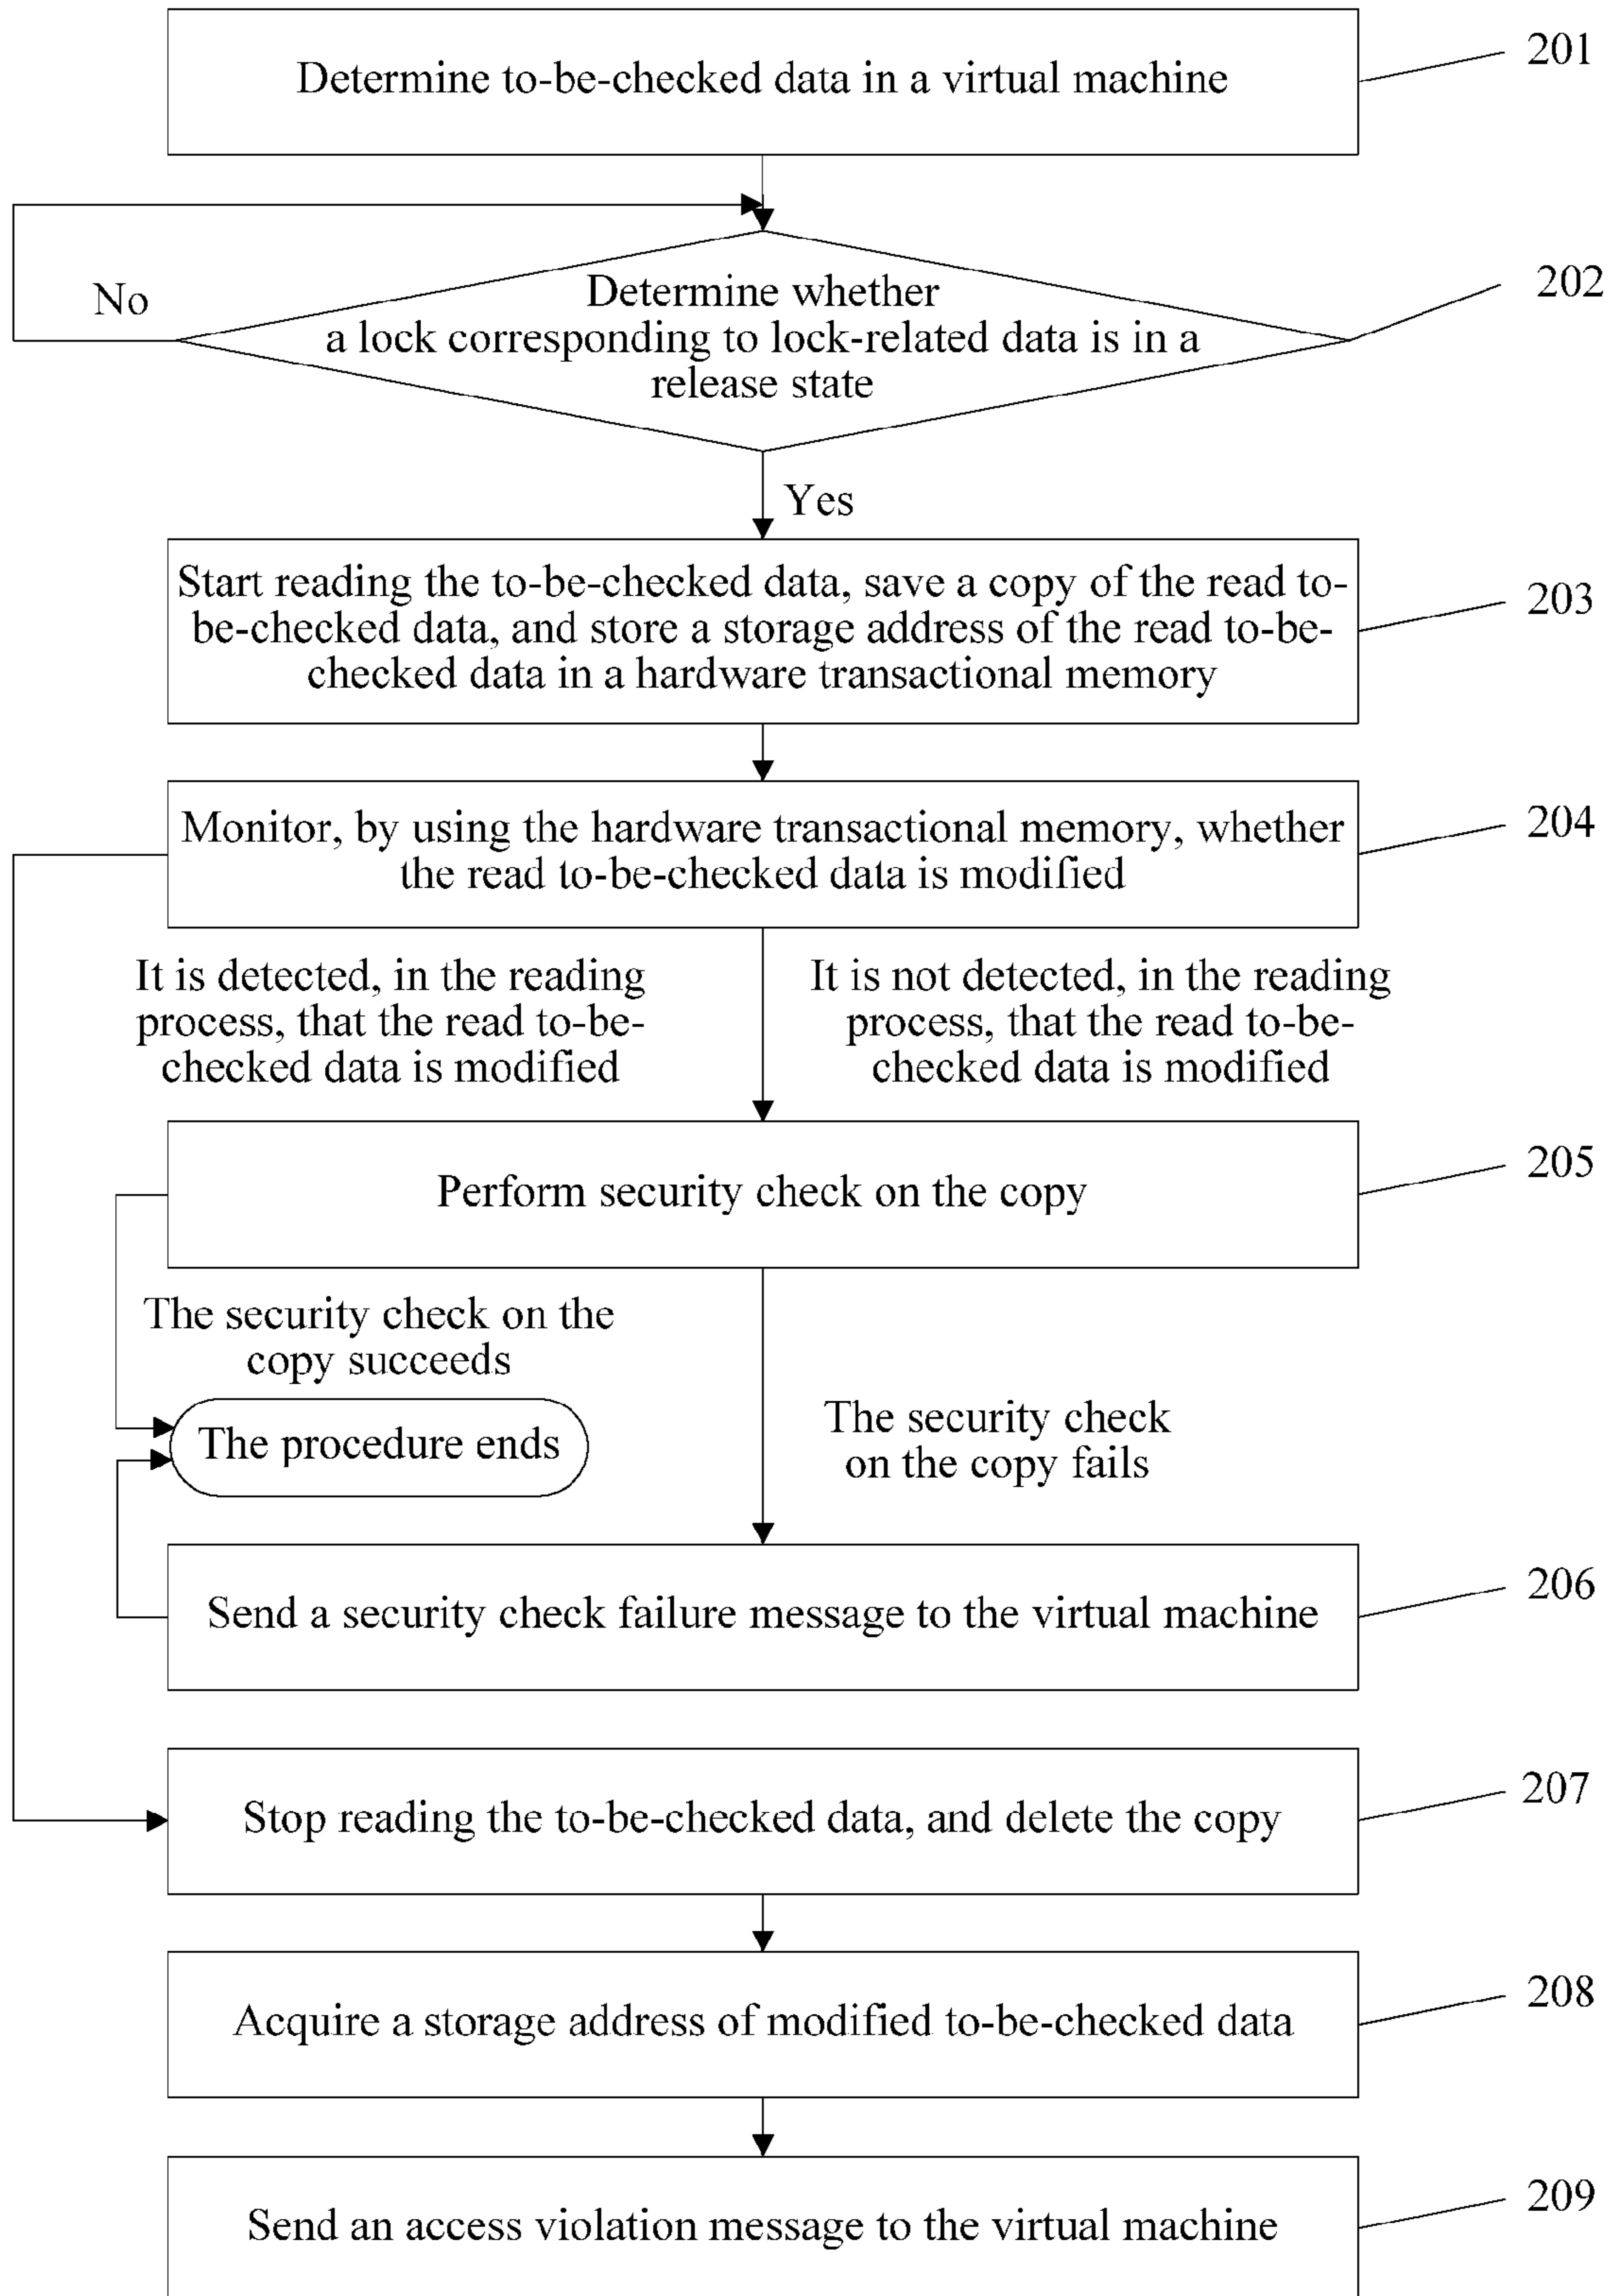 Determine to-be-checked data in a virtual machine
201
No
Determine whether
a lock corresponding to lock-related data is in a
release state
202
Yes
Start reading the to-be-checked data, save a copy of the read to-
be-checked data, and store a storage address of the read to-be-
checked data in a hardware transactional memory
203
Monitor, by using the hardware transactional memory, whether
the read to-be-checked data is modified
204
It is detected, in the reading
process, that the read to-be-
checked data is modified
It is not detected, in the reading
process, that the read to-be-
checked data is modified
Perform security check on the copy
205
The security check on the
copy succeeds
The procedure ends
The security check
on the copy fails
Send a security check failure message to the virtual machine
206
Stop reading the to-be-checked data, and delete the copy
207
Acquire a storage address of modified to-be-checked data
208
Send an access violation message to the virtual machine
209